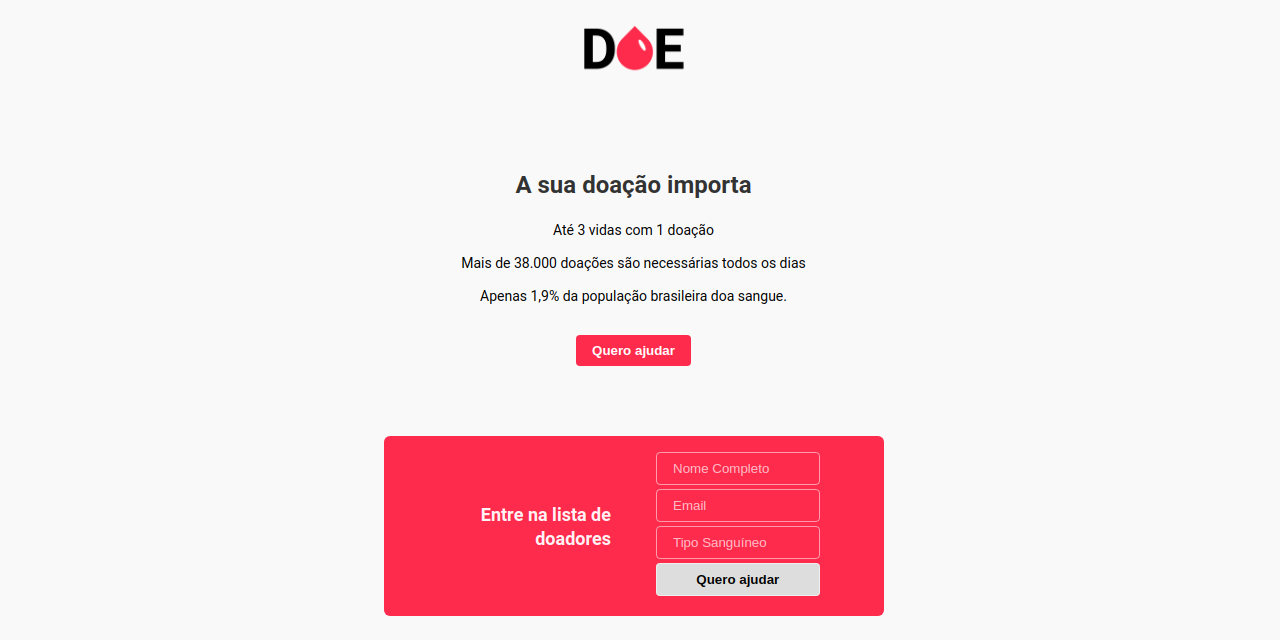 DOE
A sua doação importa
Até 3 vidas com 1 doação
Mais de 38.000 doações são necessárias todos os dias
Apenas 1,9% da população brasileira doa sangue.
Quero ajudar
Entre na lista de
doadores
Nome Completo
Email
Tipo Sanguíneo
Quero ajudar